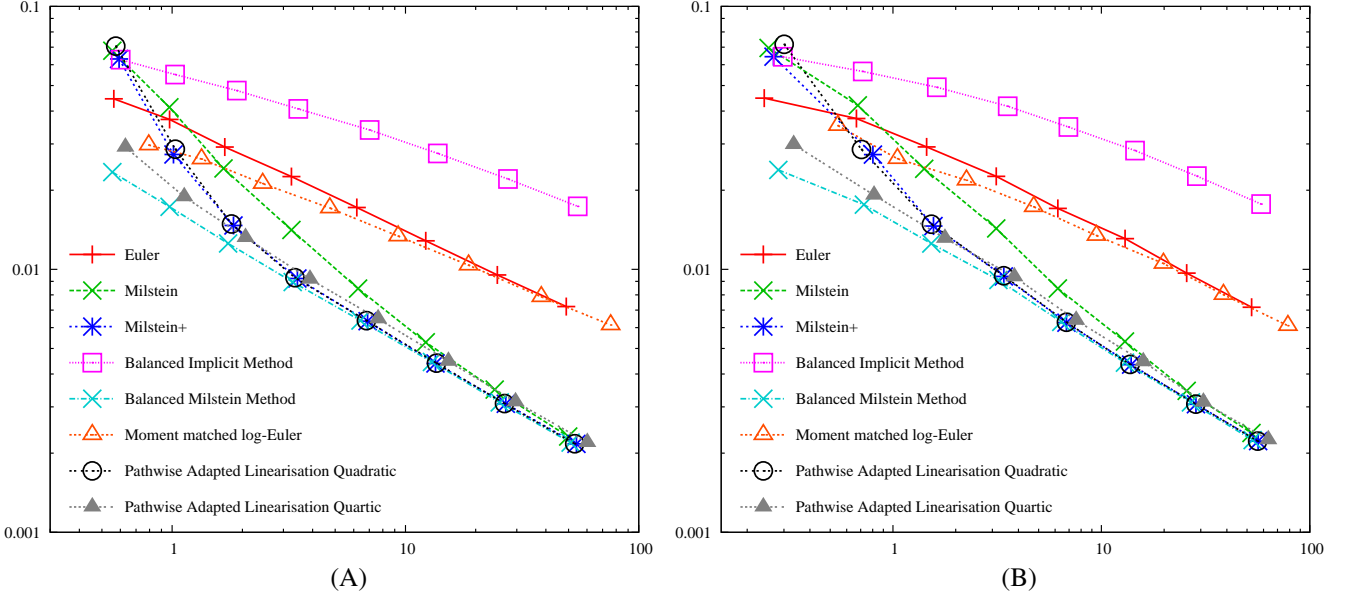 0.1
0.01
0.001
1
10
100
Euler
Milstein
Milstein+
Balanced Implicit Method
Balanced Milstein Method
Moment matched log-Euler
Pathwise Adapted Linearisation Quadratic
Pathwise Adapted Linearisation Quartic
(A)
0.1
0.01
0.001
1
10
100
Euler
Milstein
Milstein+
Balanced Implicit Method
Balanced Milstein Method
Moment matched log-Euler
Pathwise Adapted Linearisation Quadratic
Pathwise Adapted Linearisation Quartic
(B)